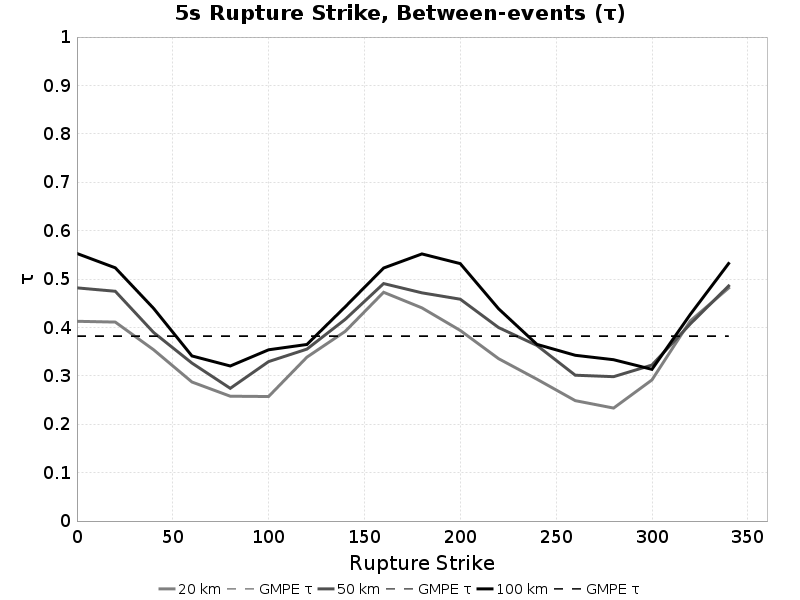 5s Rupture Strike, Between-events (τ)
1
0.9
0.8
0.7
0.6
0.5
0.4
0.3
0.2
0.1
0
τ
0 50 100 150 200 250 300 350
Rupture Strike
20 km GMPE τ 50 km GMPE τ 100 km GMPE τ